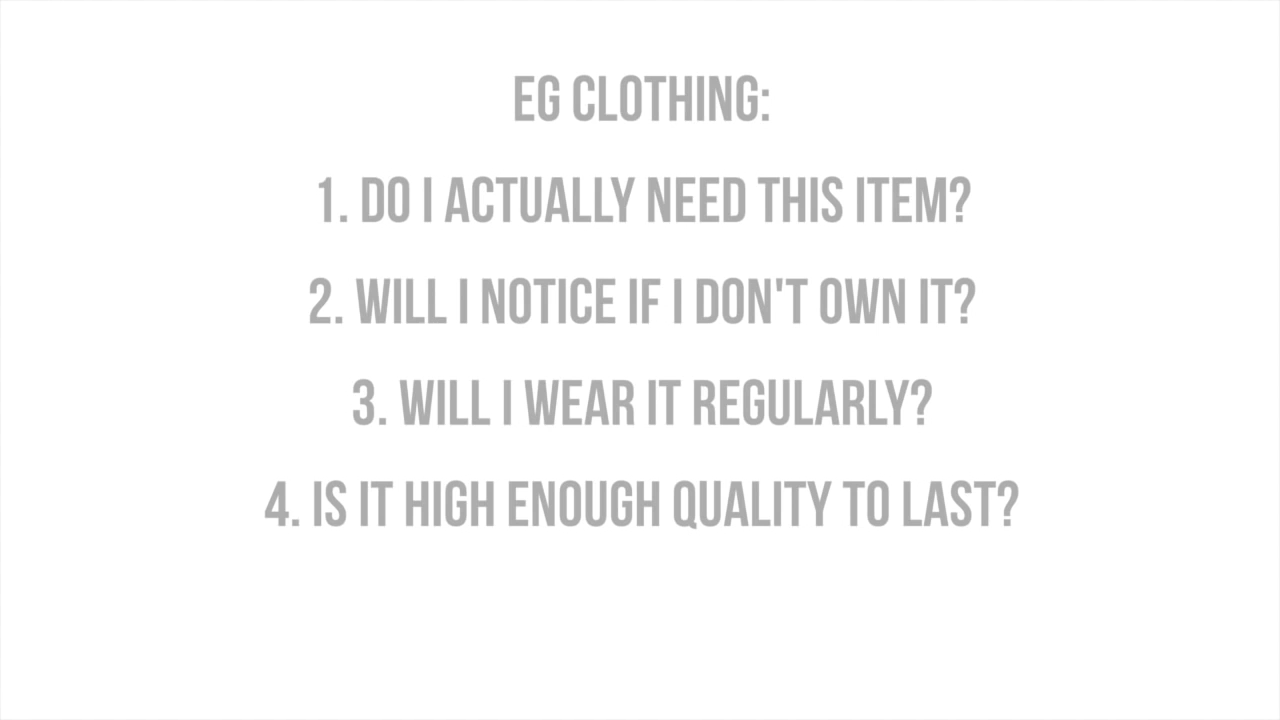 EG CLOTHING:
1. DO I ACTUALLY NEED THIS ITEM?
2. WILL I NOTICE IF I DON'T OWN IT?
3. WILL I WEAR IT REGULARLY?
4. IS IT HIGH ENOUGH QUALITY TO LAST?